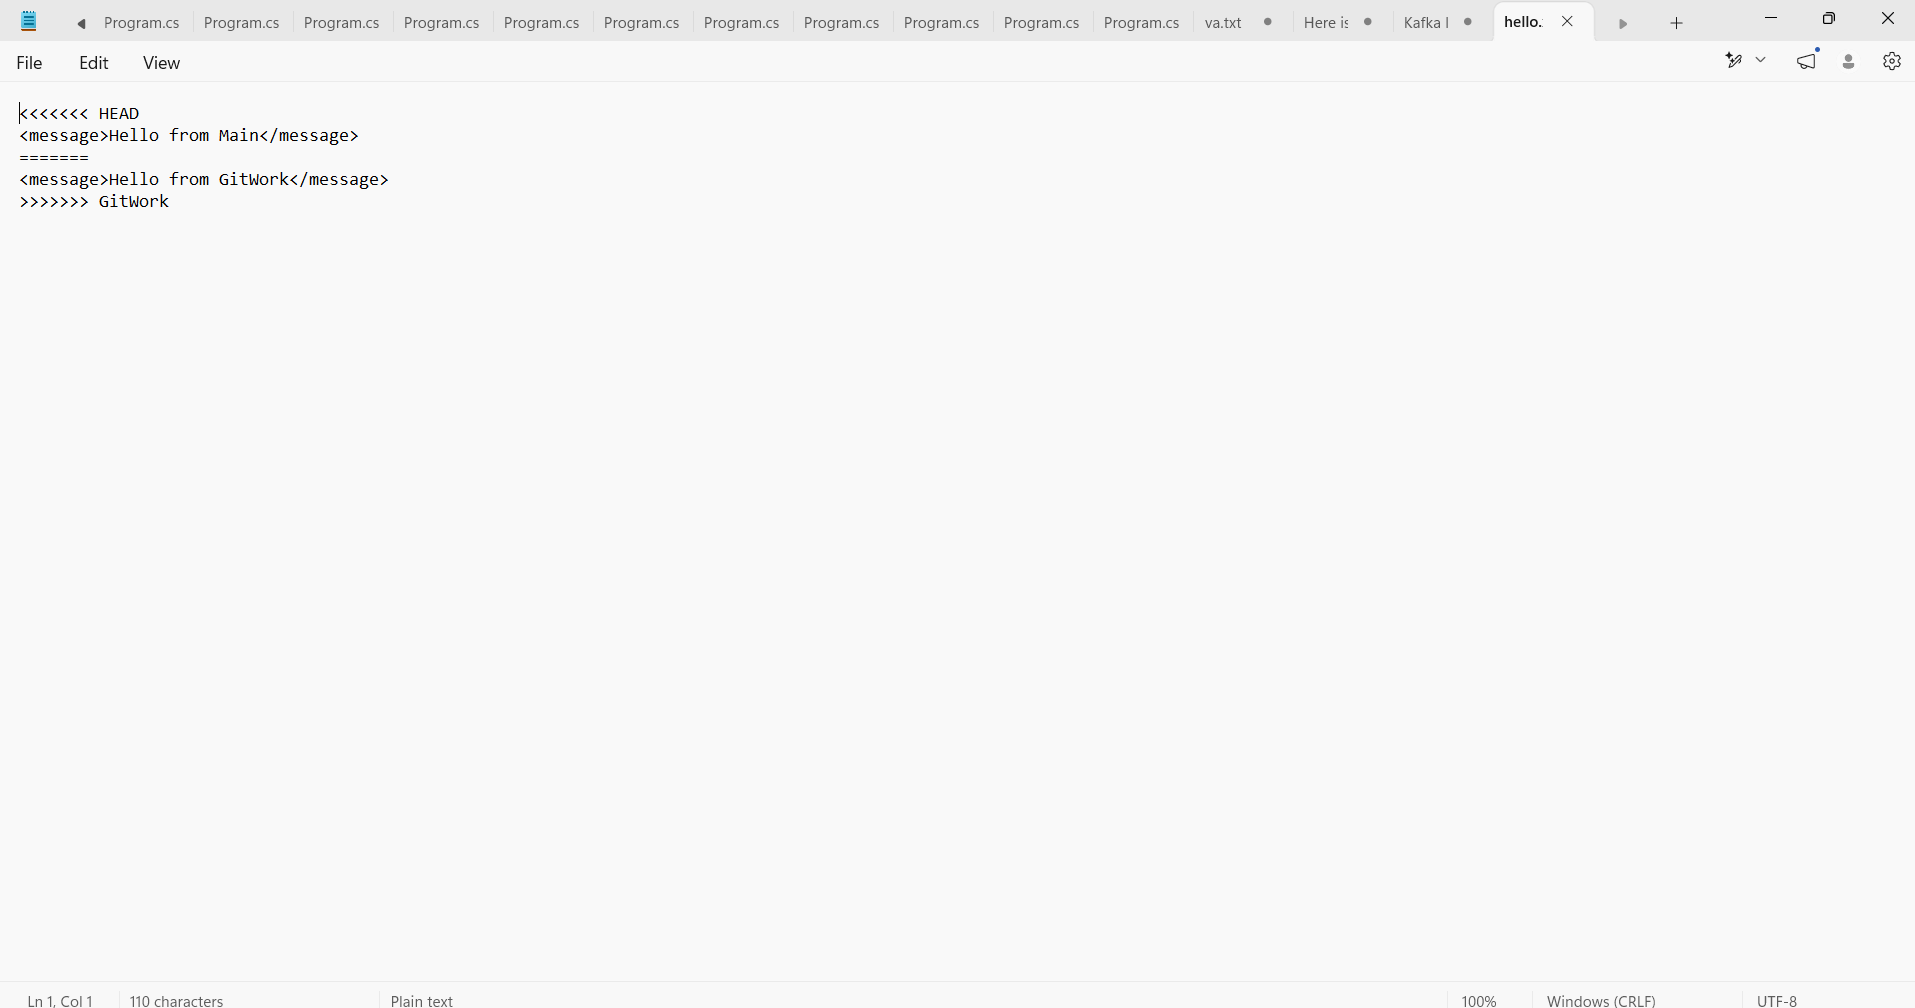 Program.cs Program.cs Program.cs Program.cs Program.cs Program.cs Program.cs Program.cs Program.cs Program.cs Program.cs va.txt Here is Kafka I hello.
File Edit View
<<<<<<< HEAD
<message>Hello from Main</message>
=======
<message>Hello from GitWork</message>
>>>>>>> GitWork
Ln 1, Col 1 110 characters Plain text 100% Windows (CRLF) UTF-8